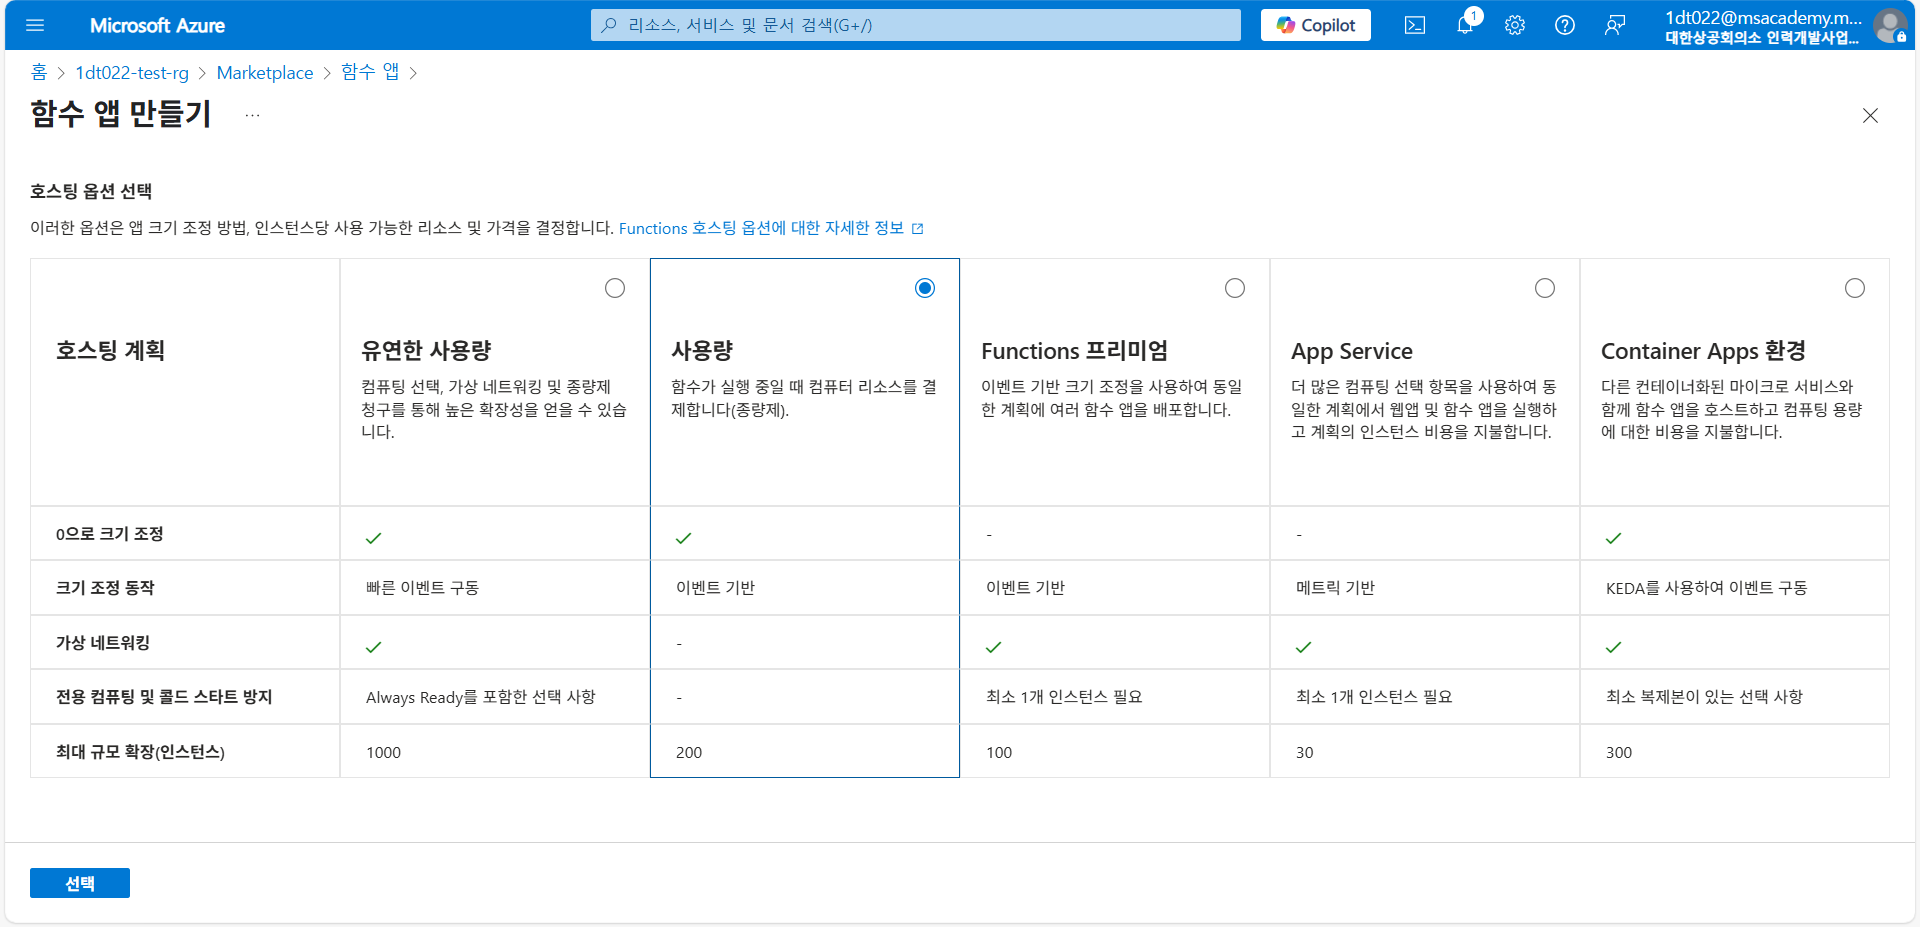 Microsoft Azure
리소스, 서비스 및 문서 검색(G+/)
Copilot
1
1dt022@msacademy.m...
대한상공회의소 인력개발사업...
홈 > 1dt022-test-rg > Marketplace > 함수 앱 >
함수 앱 만들기 ...
호스팅 옵션 선택
이러한 옵션은 앱 크기 조정 방법, 인스턴스당 사용 가능한 리소스 및 가격을 결정합니다. Functions 호스팅 옵션에 대한 자세한 정보
호스팅 계획
유연한 사용량
컴퓨팅 선택, 가상 네트워킹 및 종량제
청구를 통해 높은 확장성을 얻을 수 있습
니다.
사용량
함수가 실행 중일 때 컴퓨터 리소스를 결
제합니다(종량제).
Functions 프리미엄
이벤트 기반 크기 조정을 사용하여 동일
한 계획에 여러 함수 앱을 배포합니다.
App Service
더 많은 컴퓨팅 선택 항목을 사용하여 동
일한 계획에서 웹앱 및 함수 앱을 실행하
고 계획의 인스턴스 비용을 지불합니다.
Container Apps 환경
다른 컨테이너화된 마이크로 서비스와
함께 함수 앱을 호스트하고 컴퓨팅 용량
에 대한 비용을 지불합니다.
0으로 크기 조정 ✓ ✓ - - ✓
크기 조정 동작 빠른 이벤트 구동 이벤트 기반 이벤트 기반 메트릭 기반 KEDA를 사용하여 이벤트 구동
가상 네트워킹 ✓ - ✓ ✓ ✓
전용 컴퓨팅 및 콜드 스타트 방지 Always Ready를 포함한 선택 사항 - 최소 1개 인스턴스 필요 최소 1개 인스턴스 필요 최소 복제본이 있는 선택 사항
최대 규모 확장(인스턴스) 1000 200 100 30 300
선택